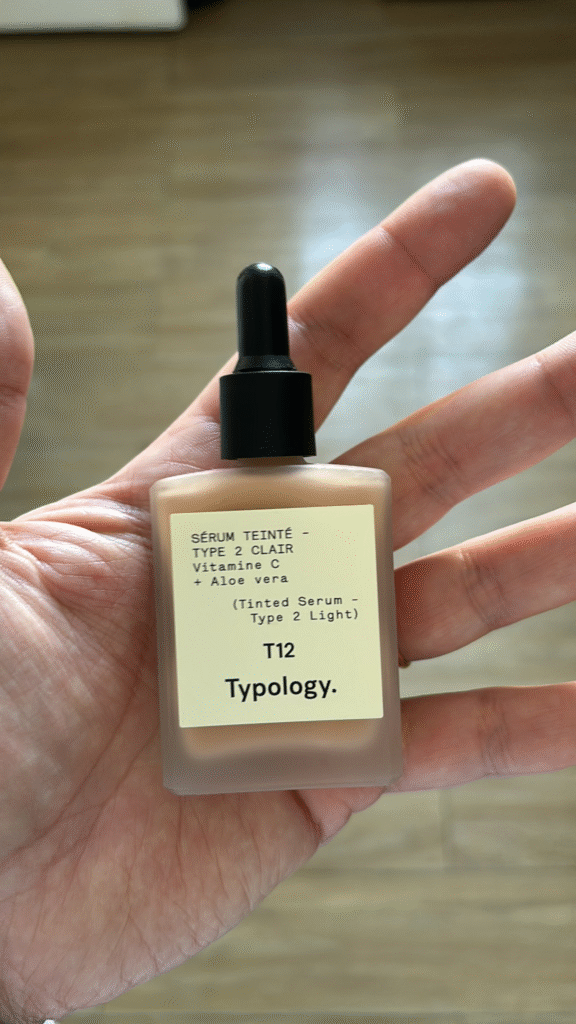 SÉRUM TEINTÉ –
TYPE 2 CLAIR
Vitamine C
+ Aloe vera
(Tinted Serum –
Type 2 Light)
T12
Typology.